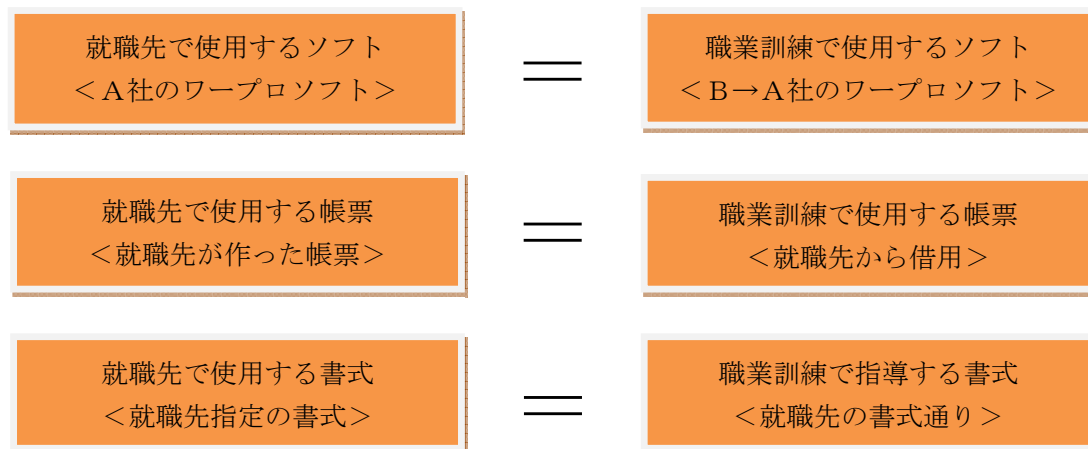 就職先で使用するソフト
＜Ａ社のワープロソフト＞
＝
職業訓練で使用するソフト
＜Ｂ→Ａ社のワープロソフト＞
就職先で使用する帳票
＜就職先が作った帳票＞
＝
職業訓練で使用する帳票
＜就職先から借用＞
就職先で使用する書式
＜就職先指定の書式＞
＝
職業訓練で指導する書式
＜就職先の書式通り＞